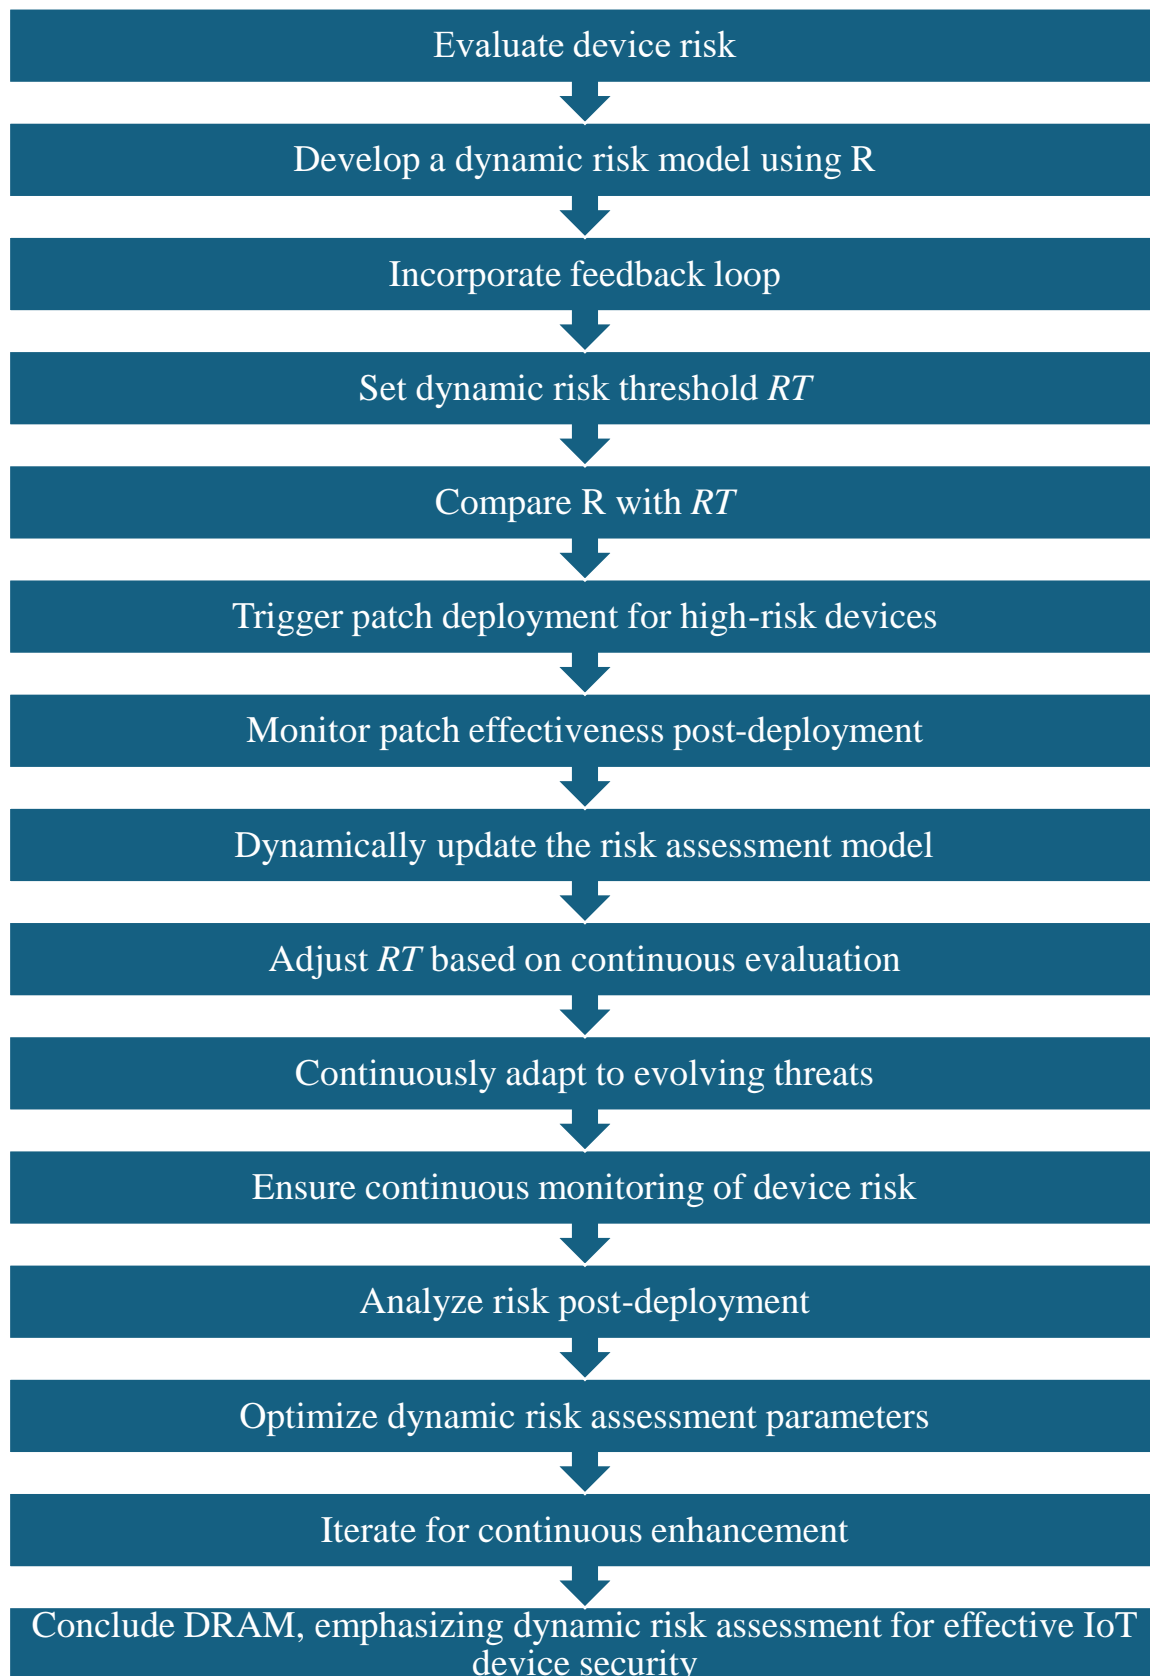 Evaluate device risk
Develop a dynamic risk model using R
Incorporate feedback loop
Set dynamic risk threshold RT
Compare R with RT
Trigger patch deployment for high-risk devices
Monitor patch effectiveness post-deployment
Dynamically update the risk assessment model
Adjust RT based on continuous evaluation
Continuously adapt to evolving threats
Ensure continuous monitoring of device risk
Analyze risk post-deployment
Optimize dynamic risk assessment parameters
Iterate for continuous enhancement
Conclude DRAM, emphasizing dynamic risk assessment for effective IoT
device security